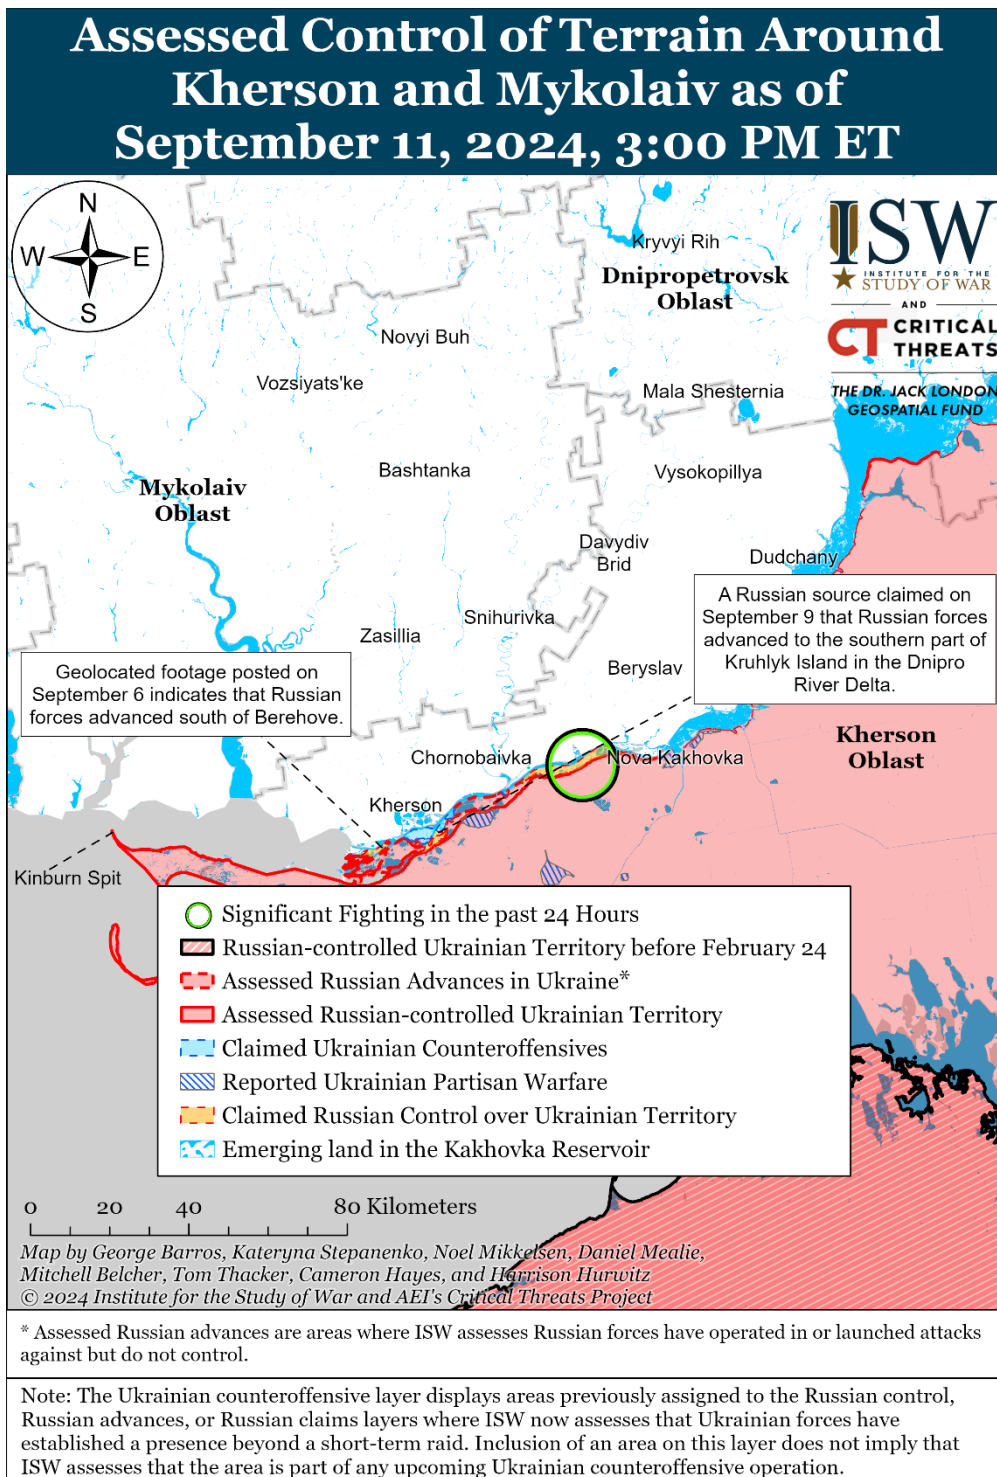 Assessed Control of Terrain Around
Kherson and Mykolaiv as of
September 11, 2024, 3:00 PM ET
N
W
E
S
ISW
INSTITUTE FOR THE
STUDY OF WAR
AND
CT CRITICAL
THREATS
THE DR. JACK LONDON
GEOSPATIAL FUND
Kryvyi Rih
Dnipropetrovsk
Oblast
Novyi Buh
Vozsiyats'ke
Mala Shesternia
Bashtanka
Vysokopillya
Mykolaiv
Oblast
Davydiv
Brid
Dudchany
A Russian source claimed on
September 9 that Russian forces
advanced to the southern part of
Kruhlyk Island in the Dnipro
River Delta.
Snihurivka
Zasillia
Geolocated footage posted on
September 6 indicates that Russian
forces advanced south of Berehove.
Beryslav
Kherson
Oblast
Chornobaivka
Nova Kakhovka
Kherson
Kinburn Spit
Significant Fighting in the past 24 Hours
Russian-controlled Ukrainian Territory before February 24
Assessed Russian Advances in Ukraine*
Assessed Russian-controlled Ukrainian Territory
Claimed Ukrainian Counteroffensives
Reported Ukrainian Partisan Warfare
Claimed Russian Control over Ukrainian Territory
Emerging land in the Kakhovka Reservoir
0 20 40 80 Kilometers
Map by George Barros, Kateryna Stepanenko, Noel Mikkelsen, Daniel Mealie,
Mitchell Belcher, Tom Thacker, Cameron Hayes, and Harrison Hurwitz
© 2024 Institute for the Study of War and AEI's Critical Threats Project
* Assessed Russian advances are areas where ISW assesses Russian forces have operated in or launched attacks
against but do not control.
Note: The Ukrainian counteroffensive layer displays areas previously assigned to the Russian control,
Russian advances, or Russian claims layers where ISW now assesses that Ukrainian forces have
established a presence beyond a short-term raid. Inclusion of an area on this layer does not imply that
ISW assesses that the area is part of any upcoming Ukrainian counteroffensive operation.